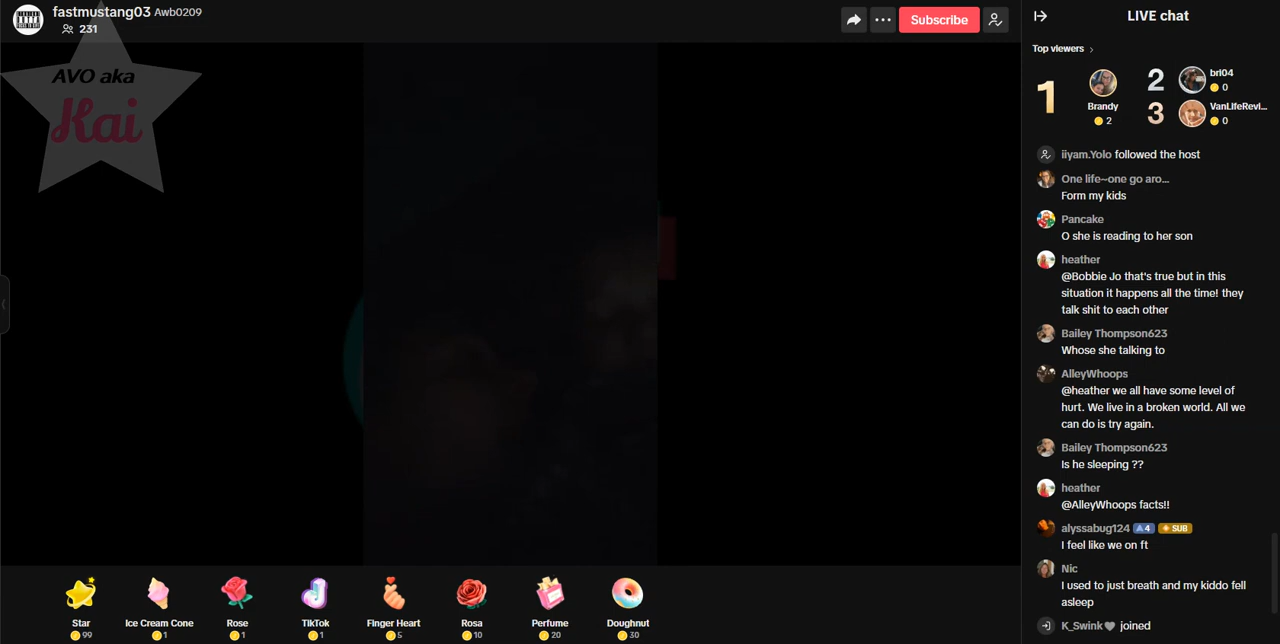 fastmustang03 Awb0209
231
Subscribe
AVO aka
Kai
LIVE chat
Top viewers
1
Brandy
2
2
bri04
0
3
VanLifeRevi...
0
iiyam.Yolo followed the host
One life~one go aro...
Form my kids
Pancake
O she is reading to her son
heather
@Bobbie Jo that's true but in this
situation it happens all the time! they
talk shit to each other
Bailey Thompson623
Whose she talking to
AlleyWhoops
@heather we all have some level of
hurt. We live in a broken world. All we
can do is try again.
Bailey Thompson623
Is he sleeping ??
heather
@AlleyWhoops facts!!
alyssabug124 4 SUB
I feel like we on ft
Nic
I used to just breath and my kiddo fell
asleep
K_Swink🤍 joined
Star
99
Ice Cream Cone
1
Rose
1
TikTok
1
Finger Heart
5
Rosa
10
Perfume
20
Doughnut
30